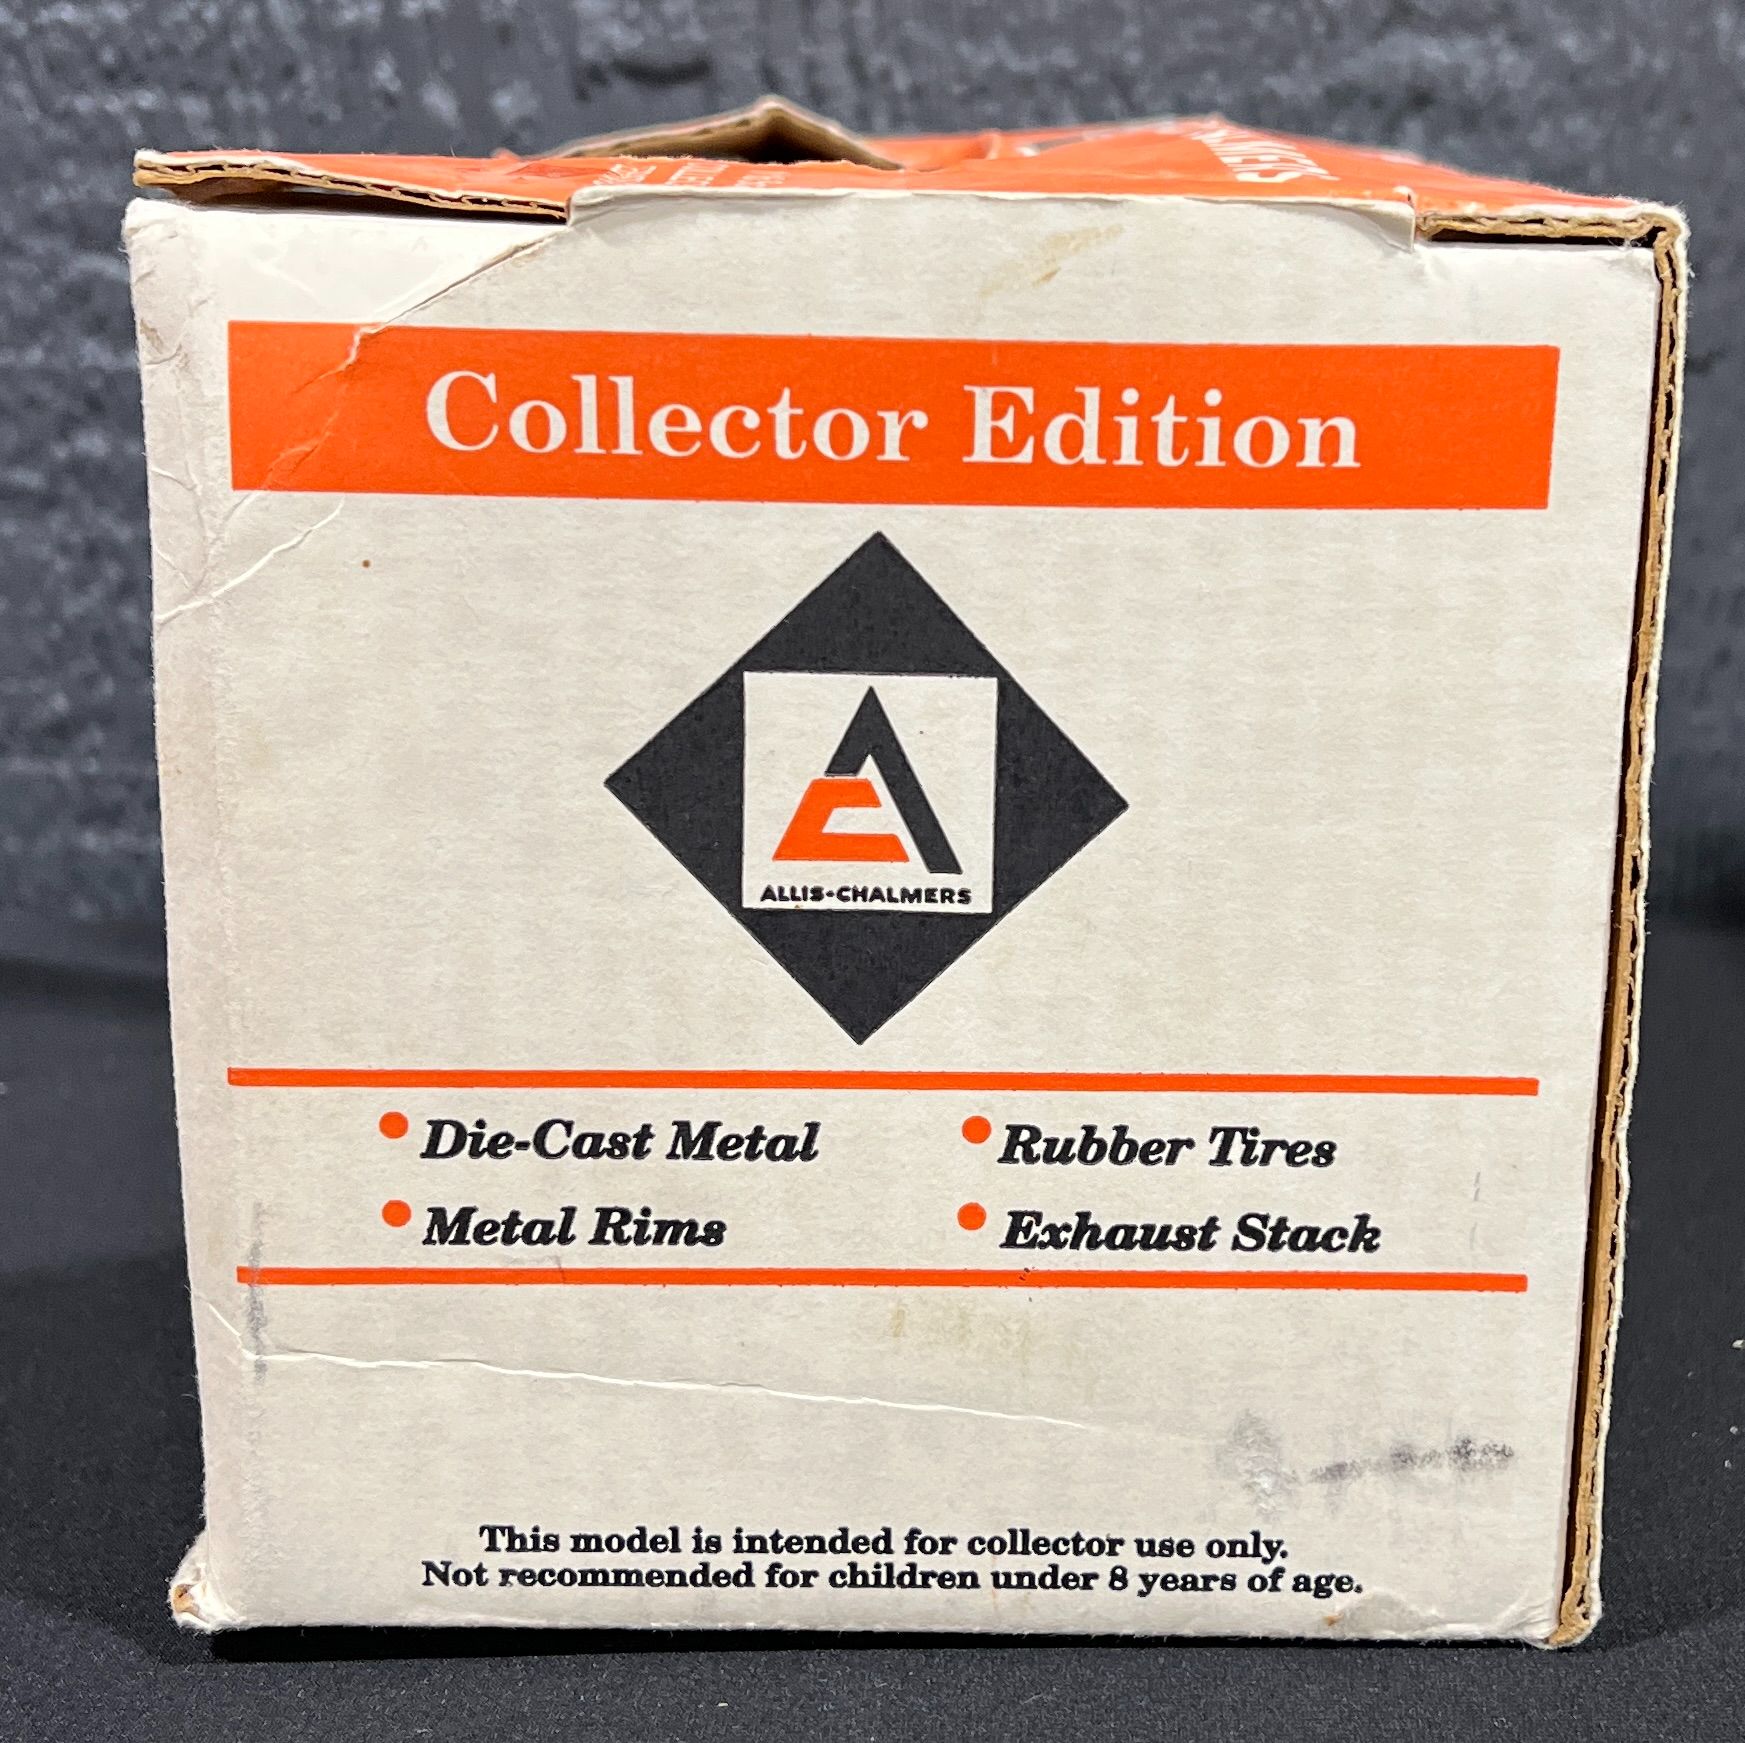 Collector Edition
ALLIS-CHALMERS
Die-Cast Metal
Rubber Tires
Metal Rims
Exhaust Stack
This model is intended for collector use only.
Not recommended for children under 8 years of age.